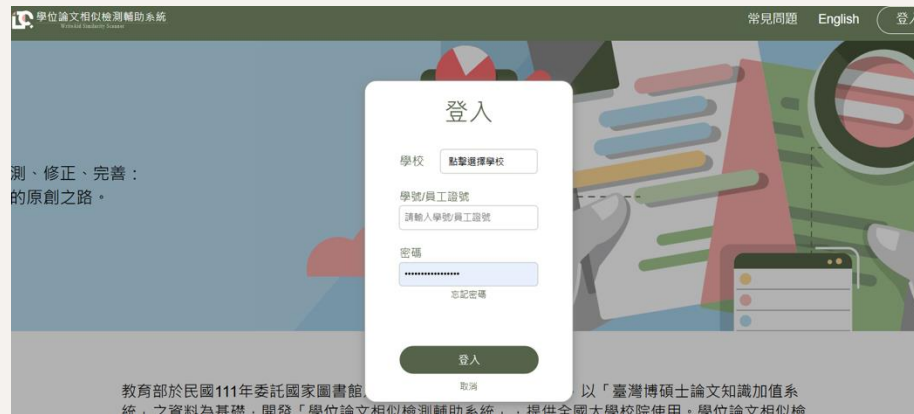 學位論文相似檢測輔助系統
常見問題 English 登入
測、修正、完善：
的原創之路。
登入
學校 點擊選擇學校
學號/員工證號
請輸入學號/員工證號
密碼
忘記密碼
登入
取消
教育部於民國111年委託國家圖書館 以「臺灣博碩士論文知識加值系
統」之資料為基礎，開發「學位論文相似檢測輔助系統」，提供全國大學校院使用。學位論文相似檢